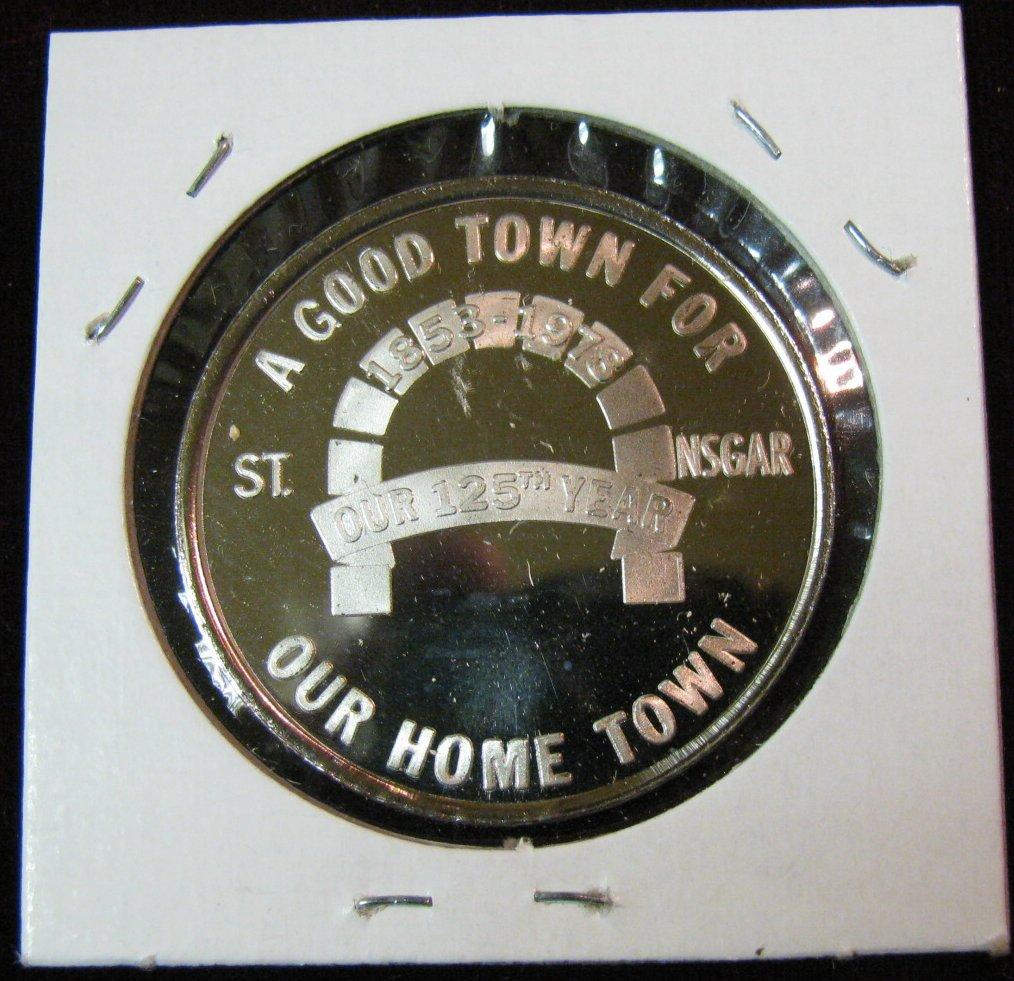 A GOOD TOWN FOR
1853-1978
ST.
NSGAR
OUR 125TH YEAR
OUR HOME TOWN